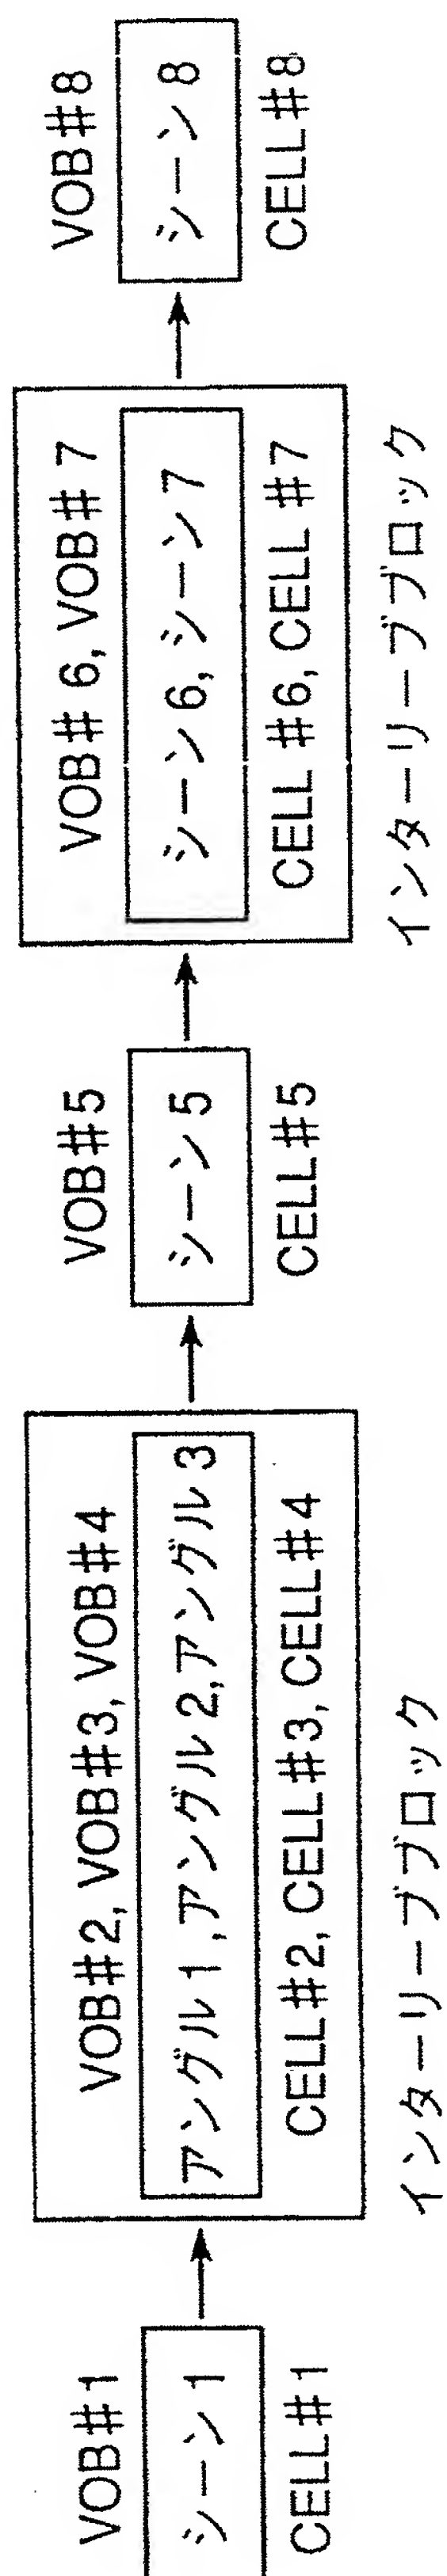 VOB#1
シーン1
CELL#1
VOB#2, VOB#3, VOB#4
アングル1,アングル2,アングル3
CELL#2, CELL#3, CELL#4
インターリーブブロック
VOB#5
シーン5
CELL#5
VOB# 6, VOB# 7
シーン6, シーン7
CELL #6, CELL #7
インターリーブブロック
VOB#8
シーン8
CELL#8